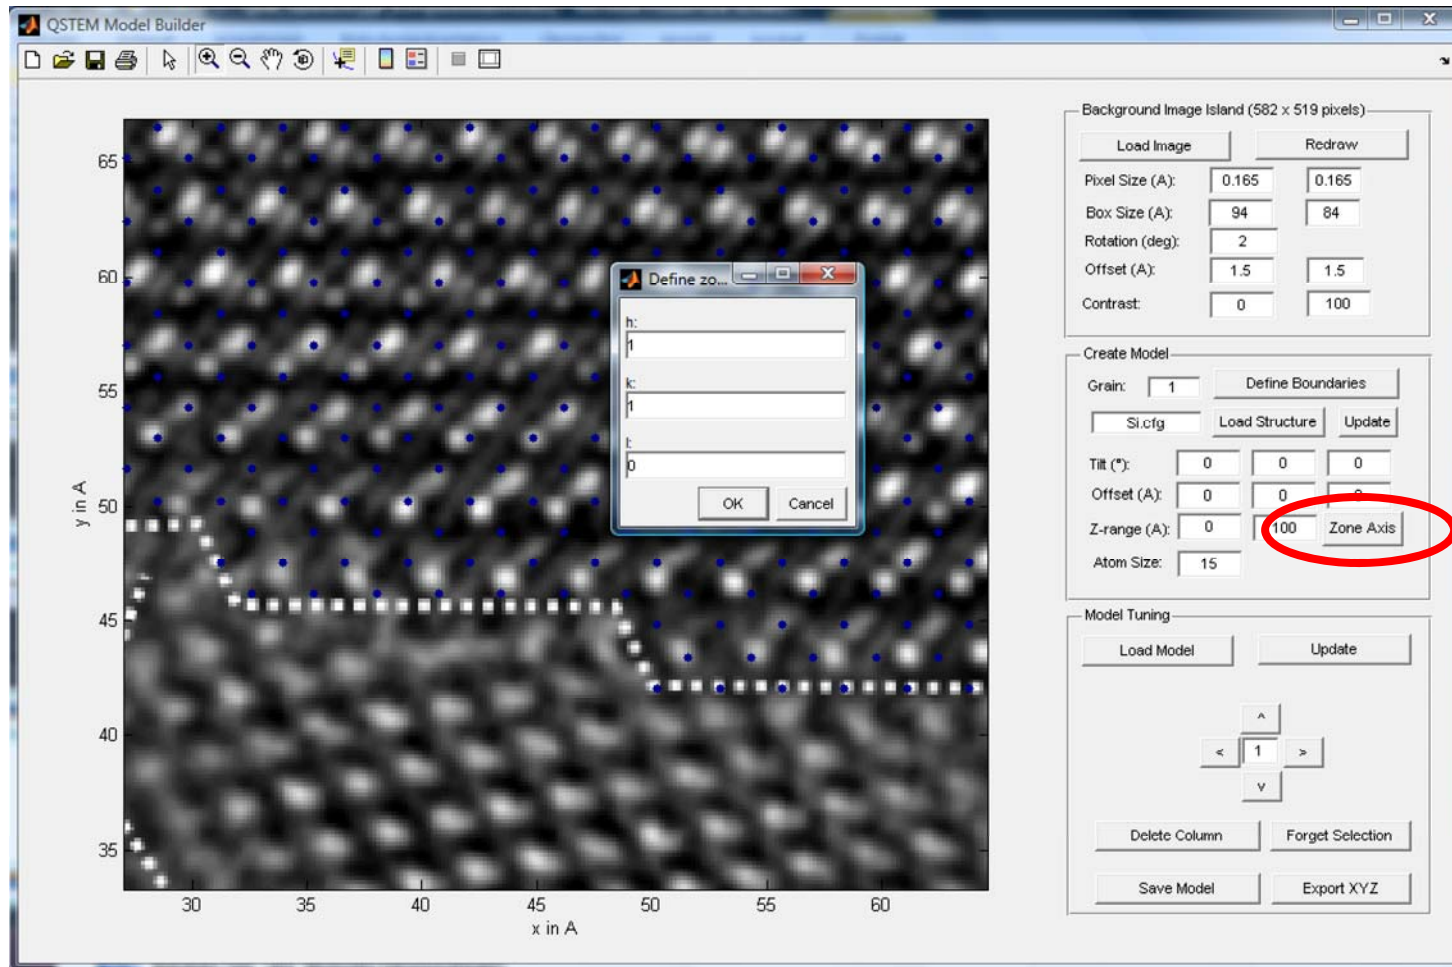 QSTEM Model Builder
65
60
55
50
45
40
35
y in A
30 35 40 45 50 55 60
x in A
Define zo...
h:
1
k:
1
l:
0
OK Cancel
Background Image Island (582 x 519 pixels)
Load Image Redraw
Pixel Size (A): 0.165 0.165
Box Size (A): 94 84
Rotation (deg): 2
Offset (A): 1.5 1.5
Contrast: 0 100
Create Model
Grain: 1 Define Boundaries
Si.cfg Load Structure Update
Tilt (°): 0 0 0
Offset (A): 0 0 0
Z-range (A): 0 100 Zone Axis
Atom Size: 15
Model Tuning
Load Model Update
^
< 1 >
v
Delete Column Forget Selection
Save Model Export XYZ